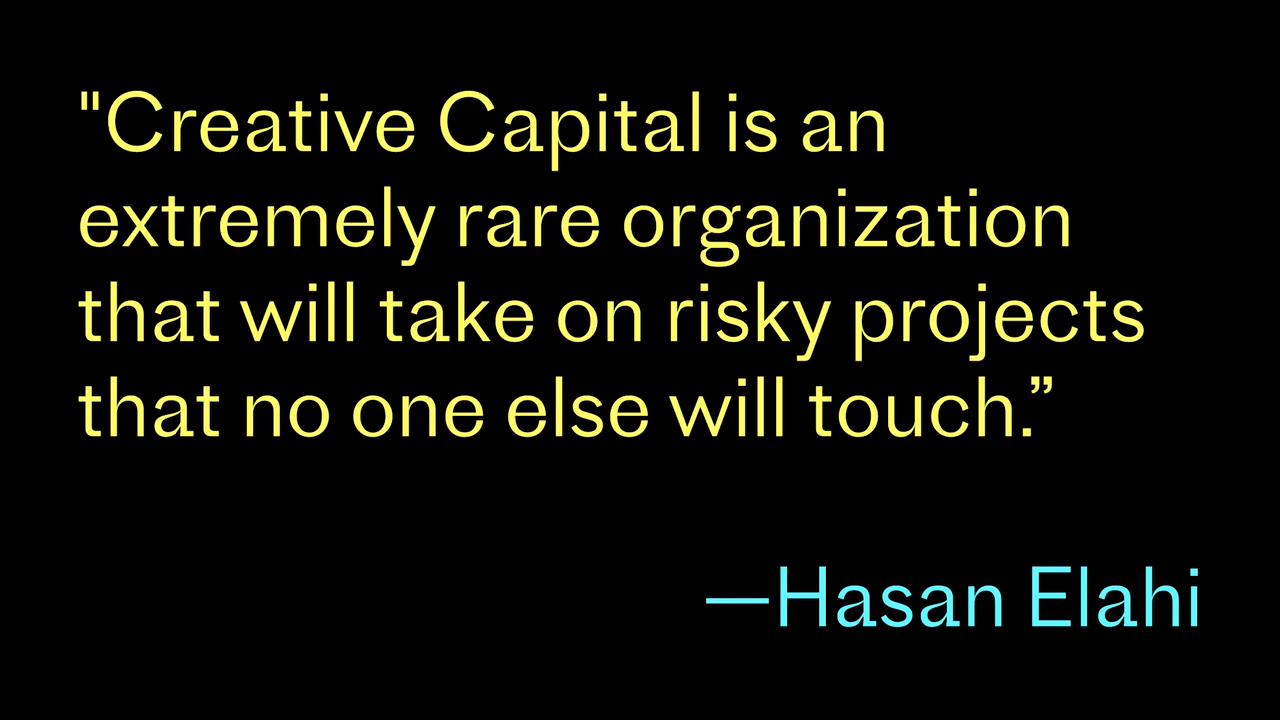 "Creative Capital is an
extremely rare organization
that will take on risky projects
that no one else will touch.”
—Hasan Elahi